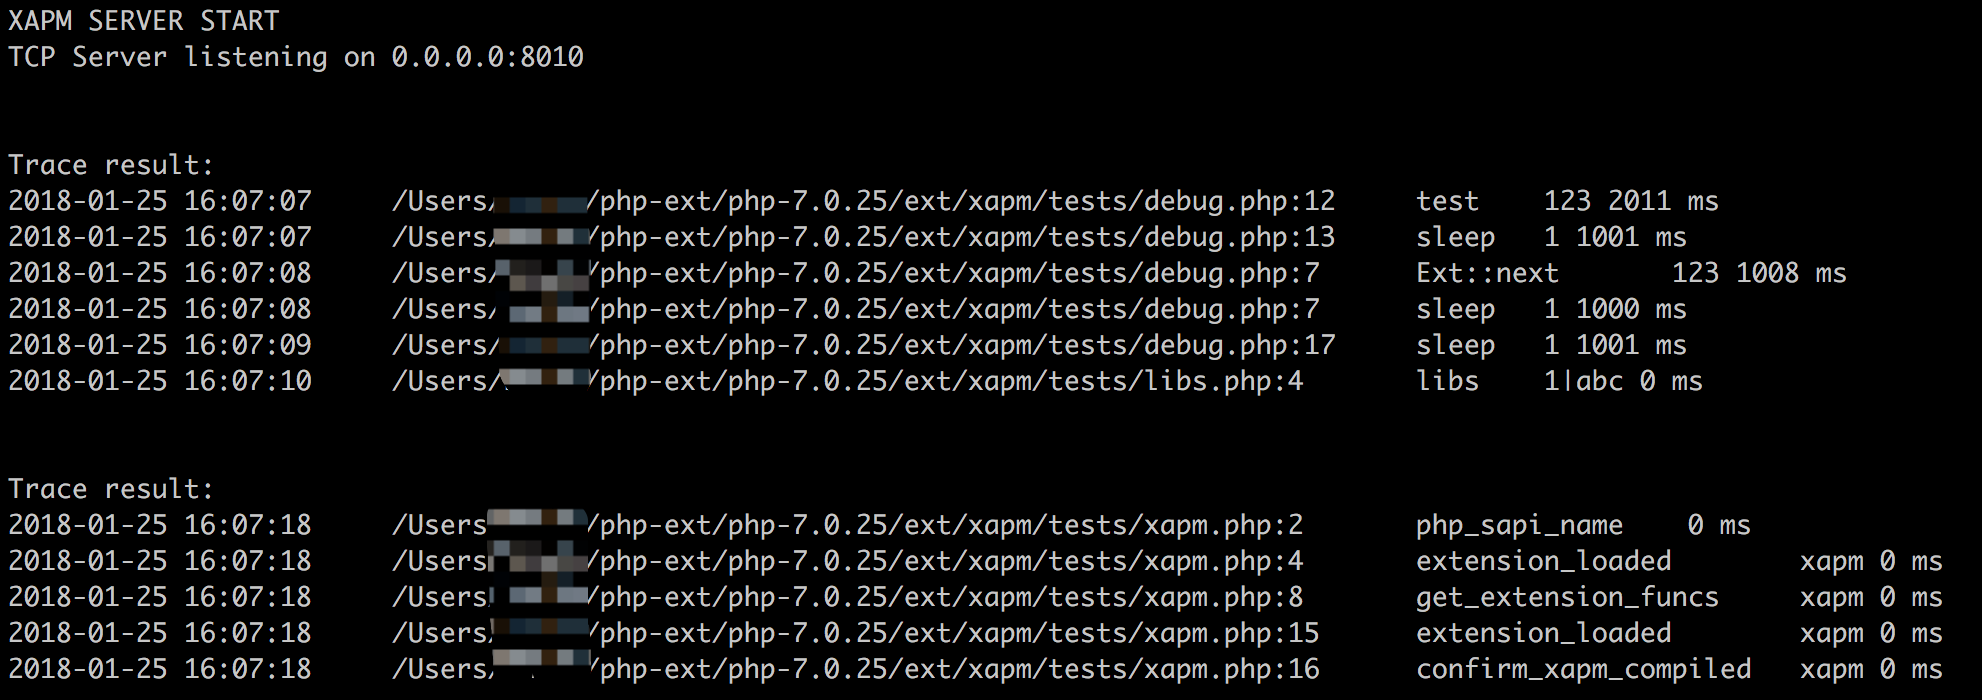 XAPM SERVER START
TCP Server listening on 0.0.0.0:8010
Trace result:
2018-01-25 16:07:07 /Users/ /php-ext/php-7.0.25/ext/xapm/tests/debug.php:12 test 123 2011 ms
2018-01-25 16:07:07 /Users/ /php-ext/php-7.0.25/ext/xapm/tests/debug.php:13 sleep 1 1001 ms
2018-01-25 16:07:08 /Users/ /php-ext/php-7.0.25/ext/xapm/tests/debug.php:7 Ext::next 123 1008 ms
2018-01-25 16:07:08 /Users/ /php-ext/php-7.0.25/ext/xapm/tests/debug.php:7 sleep 1 1000 ms
2018-01-25 16:07:09 /Users/ /php-ext/php-7.0.25/ext/xapm/tests/debug.php:17 sleep 1 1001 ms
2018-01-25 16:07:10 /Users/ /php-ext/php-7.0.25/ext/xapm/tests/libs.php:4 libs 1|abc 0 ms
Trace result:
2018-01-25 16:07:18 /Users /php-ext/php-7.0.25/ext/xapm/tests/xapm.php:2 php_sapi_name 0 ms
2018-01-25 16:07:18 /Users /php-ext/php-7.0.25/ext/xapm/tests/xapm.php:4 extension_loaded xapm 0 ms
2018-01-25 16:07:18 /Users /php-ext/php-7.0.25/ext/xapm/tests/xapm.php:8 get_extension_funcs xapm 0 ms
2018-01-25 16:07:18 /Users /php-ext/php-7.0.25/ext/xapm/tests/xapm.php:15 extension_loaded xapm 0 ms
2018-01-25 16:07:18 /Users/ /php-ext/php-7.0.25/ext/xapm/tests/xapm.php:16 confirm_xapm_compiled xapm 0 ms